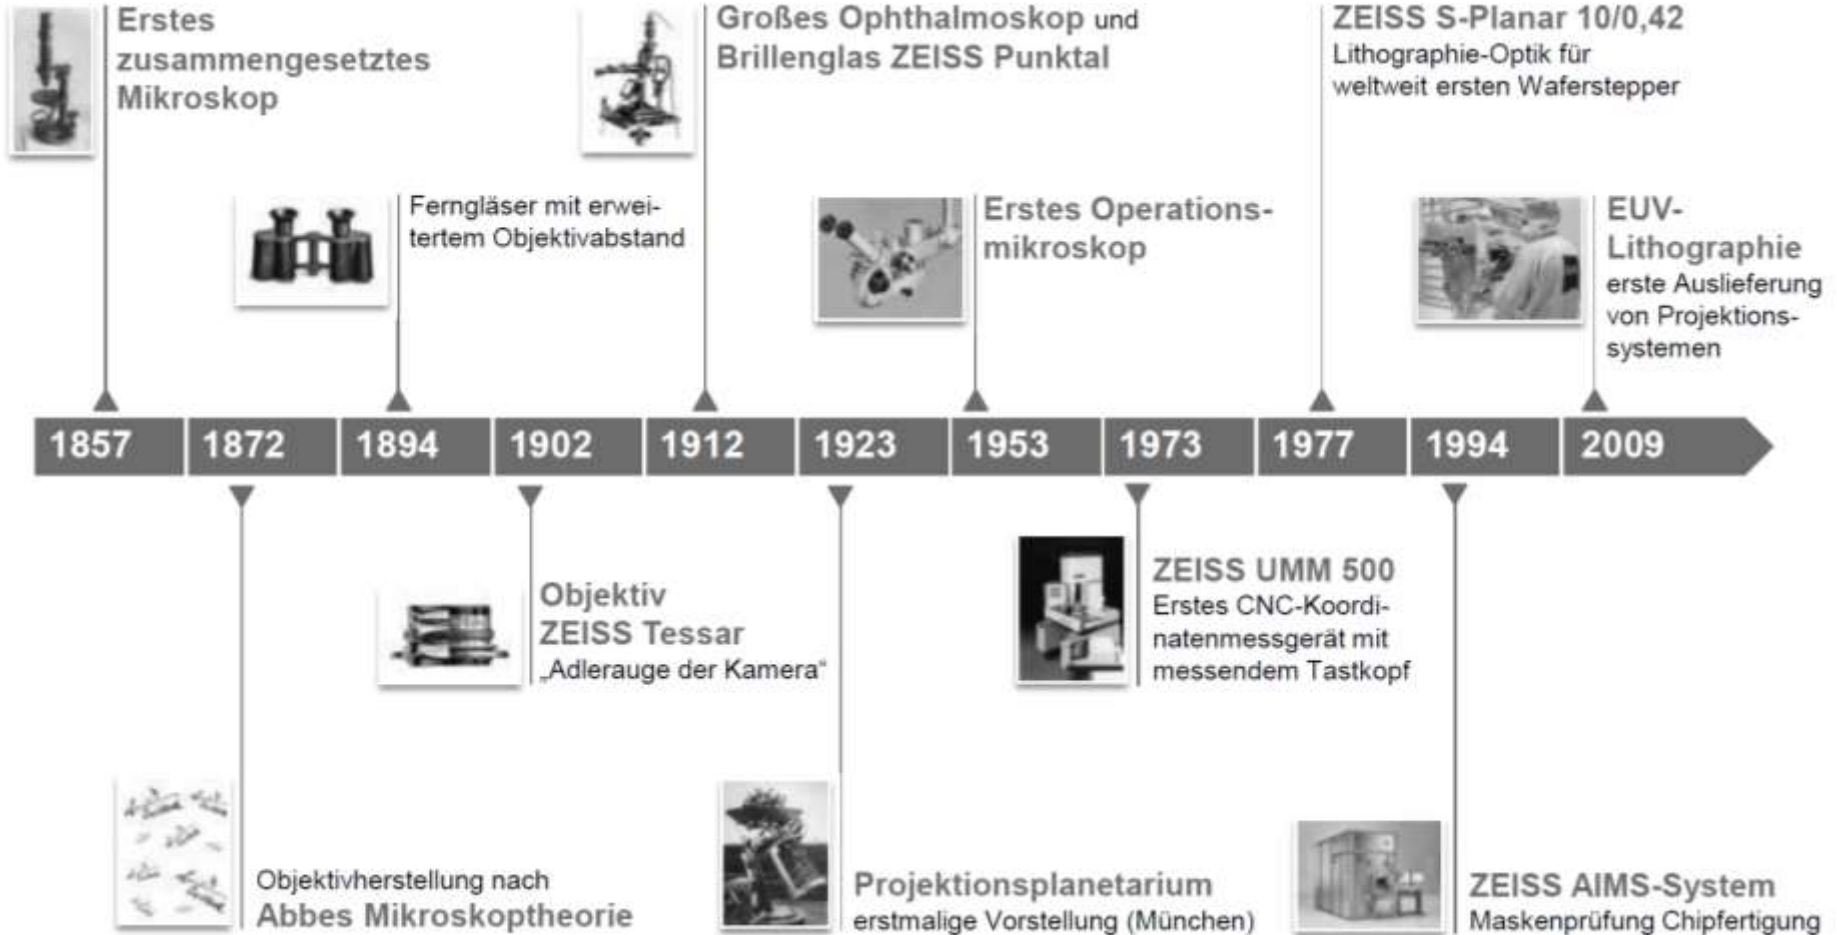 Erstes
zusammengesetztes
Mikroskop
Großes Ophthalmoskop und
Brillenglas ZEISS Punktal
ZEISS S-Planar 10/0,42
Lithographie-Optik für
weltweit ersten Waferstepper
Ferngläser mit erwei-
tertem Objektivabstand
Erstes Operations-
mikroskop
EUV-
Lithographie
erste Auslieferung
von Projektions-
systemen
1857 1872 1894 1902 1912 1923 1953 1973 1977 1994 2009
Objektiv
ZEISS Tessar
„Adlerauge der Kamera“
ZEISS UMM 500
Erstes CNC-Koordi-
natenmessgerät mit
messendem Tastkopf
Objektivherstellung nach
Abbes Mikroskoptheorie
Projektionsplanetarium
erstmalige Vorstellung (München)
ZEISS AIMS-System
Maskenprüfung Chipfertigung